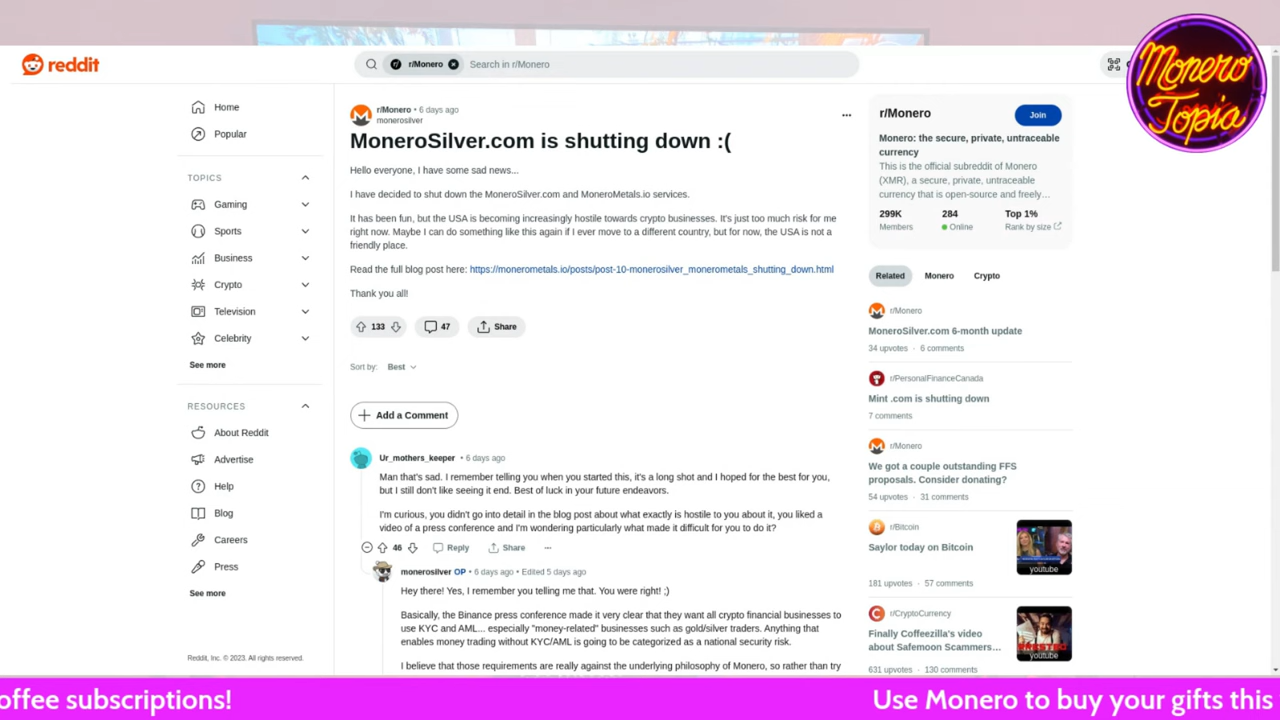 reddit
r/Monero
Search in r/Monero
Monero
Topia
Home
Popular
TOPICS
Gaming
Sports
Business
Crypto
Television
Celebrity
See more
RESOURCES
About Reddit
Advertise
Help
Blog
Careers
Press
See more
Reddit, Inc. © 2023. All rights reserved.
r/Monero • 6 days ago
monerosilver
MoneroSilver.com is shutting down :(
Hello everyone, I have some sad news...
I have decided to shut down the MoneroSilver.com and MoneroMetals.io services.
It has been fun, but the USA is becoming increasingly hostile towards crypto businesses. It's just too much risk for me
right now. Maybe I can do something like this again if I ever move to a different country, but for now, the USA is not a
friendly place.
Read the full blog post here: https://monerometals.io/posts/post-10-monerosilver_monerometals_shutting_down.html
Thank you all!
133
47
Share
Sort by: Best
Add a Comment
Ur_mothers_keeper • 6 days ago
Man that's sad. I remember telling you when you started this, it's a long shot and I hoped for the best for you,
but I still don't like seeing it end. Best of luck in your future endeavors.
I'm curious, you didn't go into detail in the blog post about what exactly is hostile to you about it, you liked a
video of a press conference and I'm wondering particularly what made it difficult for you to do it?
46 Reply Share
monerosilver OP • 6 days ago • Edited 5 days ago
Hey there! Yes, I remember you telling me that. You were right! ;)
Basically, the Binance press conference made it very clear that they want all crypto financial businesses to
use KYC and AML... especially "money-related" businesses such as gold/silver traders. Anything that
enables money trading without KYC/AML is going to be categorized as a national security risk.
I believe that those requirements are really against the underlying philosophy of Monero, so rather than try
r/Monero
Join
Monero: the secure, private, untraceable
currency
This is the official subreddit of Monero
(XMR), a secure, private, untraceable
currency that is open-source and freely…
299K 284 Top 1%
Members Online Rank by size
Related Monero Crypto
r/Monero
MoneroSilver.com 6-month update
34 upvotes · 6 comments
r/PersonalFinanceCanada
Mint .com is shutting down
7 comments
r/Monero
We got a couple outstanding FFS
proposals. Consider donating?
54 upvotes · 31 comments
r/Bitcoin
Saylor today on Bitcoin
youtube
181 upvotes · 57 comments
r/CryptoCurrency
Finally Coffeezilla's video
about Safemoon Scammers…
youtube
631 upvotes · 130 comments
offee subscriptions!
Use Monero to buy your gifts this